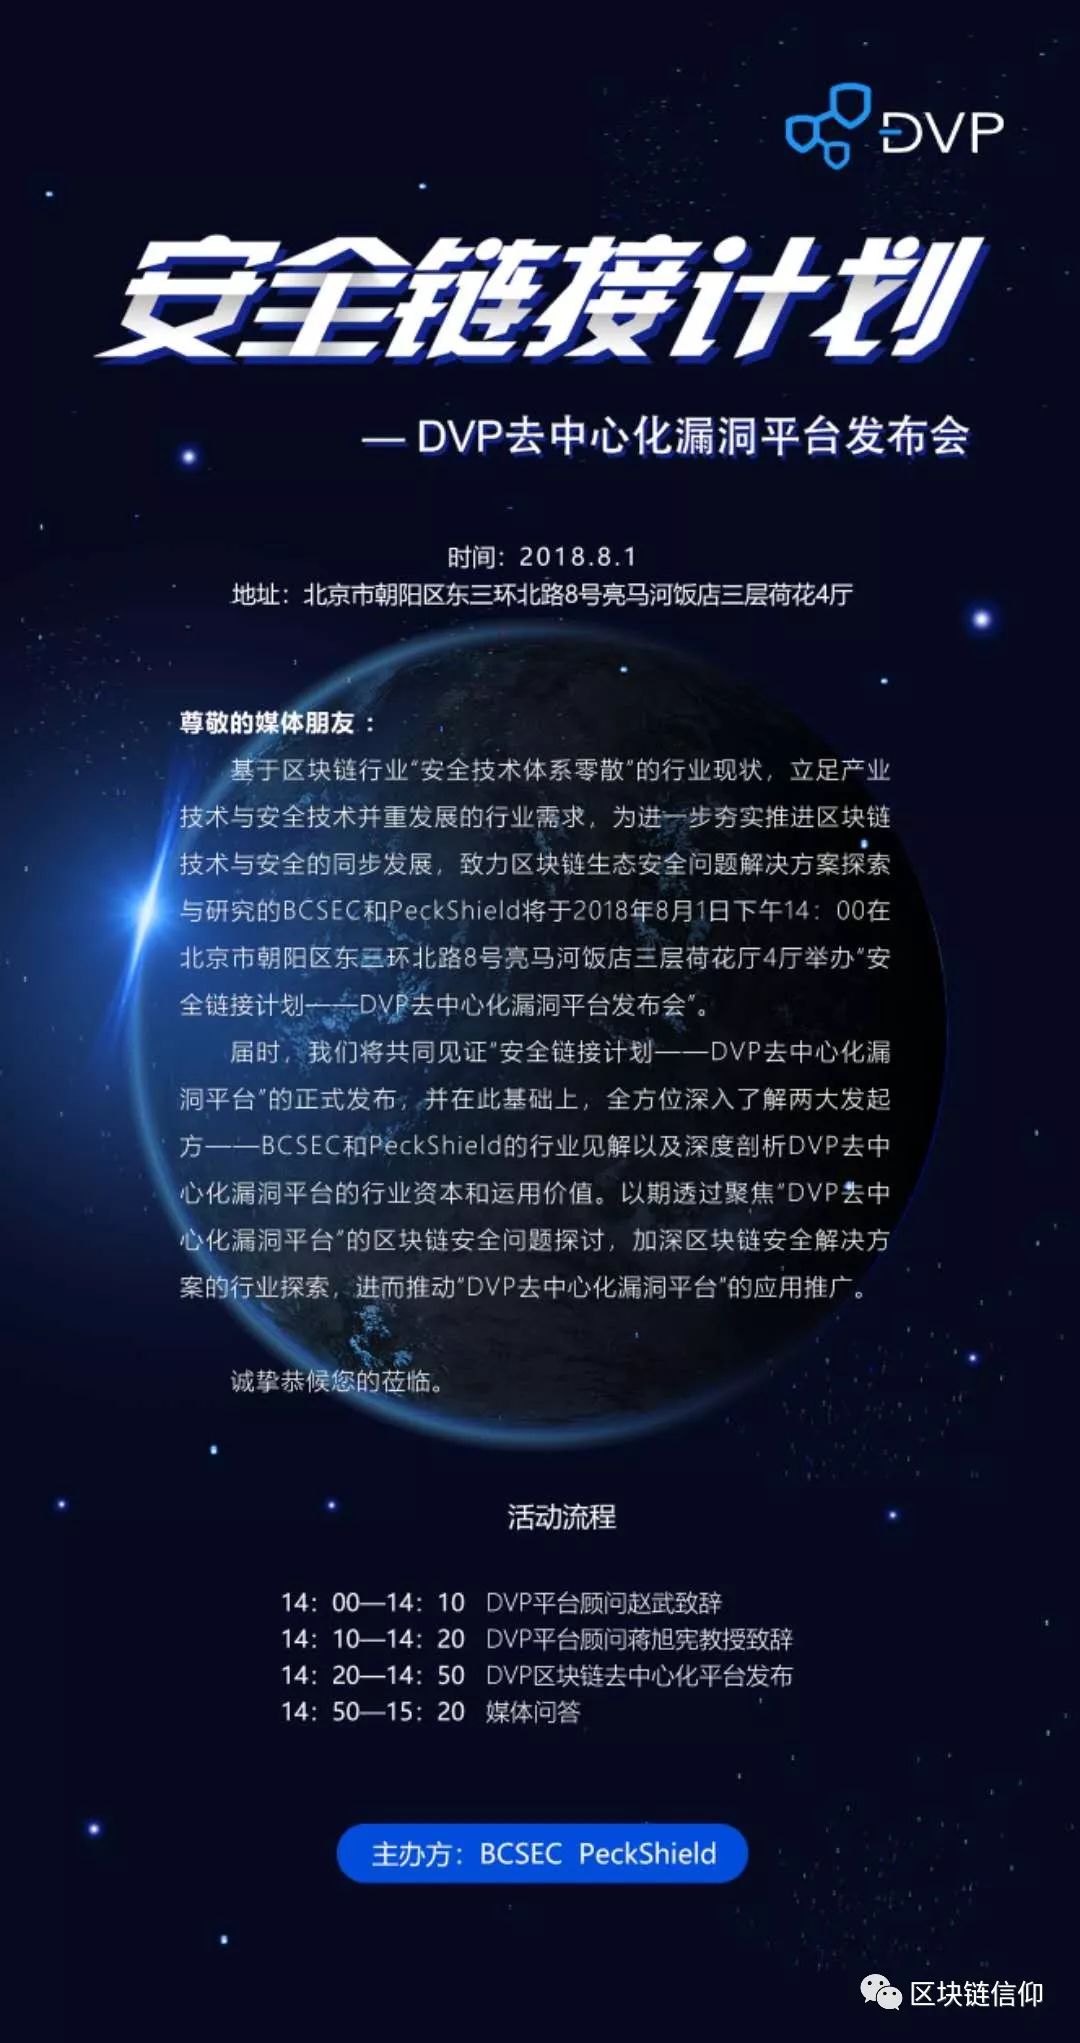 DVP
安全链接计划
— DVP去中心化漏洞平台发布会
时间：2018.8.1
地址：北京市朝阳区东三环北路8号亮马河饭店三层荷花4厅
尊敬的媒体朋友 ：
基于区块链行业“安全技术体系零散”的行业现状，立足产业
技术与安全技术并重发展的行业需求，为进一步夯实推进区块链
技术与安全的同步发展，致力区块链生态安全问题解决方案探索
与研究的BCSEC和PeckShield将于2018年8月1日下午14：00在
北京市朝阳区东三环北路8号亮马河饭店三层荷花厅4厅举办“安
全链接计划——DVP去中心化漏洞平台发布会”。
届时，我们将共同见证“安全链接计划——DVP去中心化漏
洞平台”的正式发布，并在此基础上，全方位深入了解两大发起
方——BCSEC和PeckShield的行业见解以及深度剖析DVP去中
心化漏洞平台的行业资本和运用价值。以期透过聚焦“DVP去中
心化漏洞平台”的区块链安全问题探讨，加深区块链安全解决方
案的行业探索，进而推动“DVP去中心化漏洞平台”的应用推广。
诚挚恭候您的莅临。
活动流程
14：00—14：10 DVP平台顾问赵武致辞
14：10—14：20 DVP平台顾问蒋旭宪教授致辞
14：20—14：50 DVP区块链去中心化平台发布
14：50—15：20 媒体问答
主办方：BCSEC PeckShield
区块链信仰